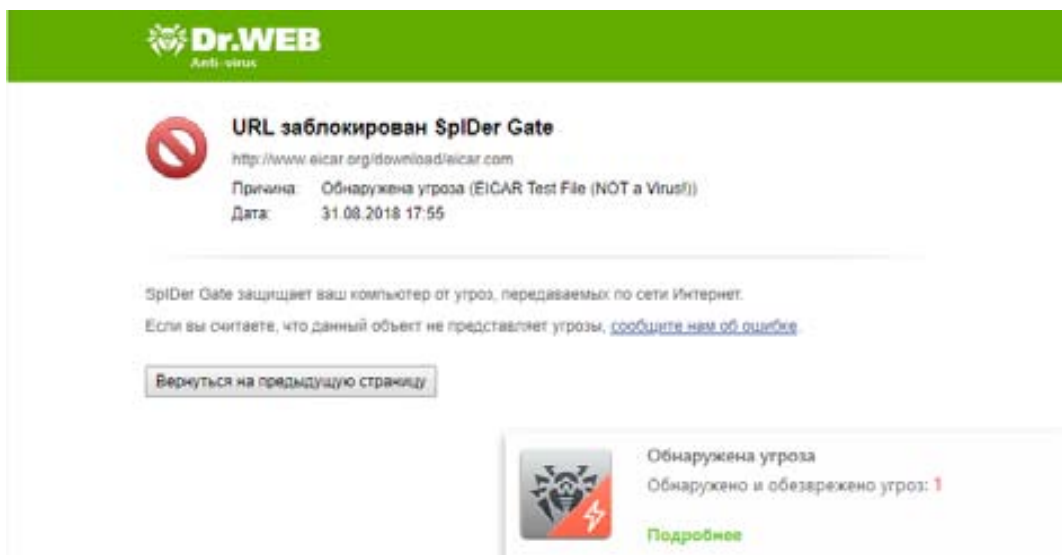 Dr.WEB
Anti-virus
URL заблокирован SpIDer Gate
http://www.eicar.org/download/eicar.com
Причина: Обнаружена угроза (EICAR Test File (NOT a Virus!))
Дата: 31.08.2018 17:55
SpIDer Gate защищает ваш компьютер от угроз, передаваемых по сети Интернет.
Если вы считаете, что данный объект не представляет угрозы, сообщите нам об ошибке.
Вернуться на предыдущую страницу
Обнаружена угроза
Обнаружено и обезврежено угроз: 1
Подробнее